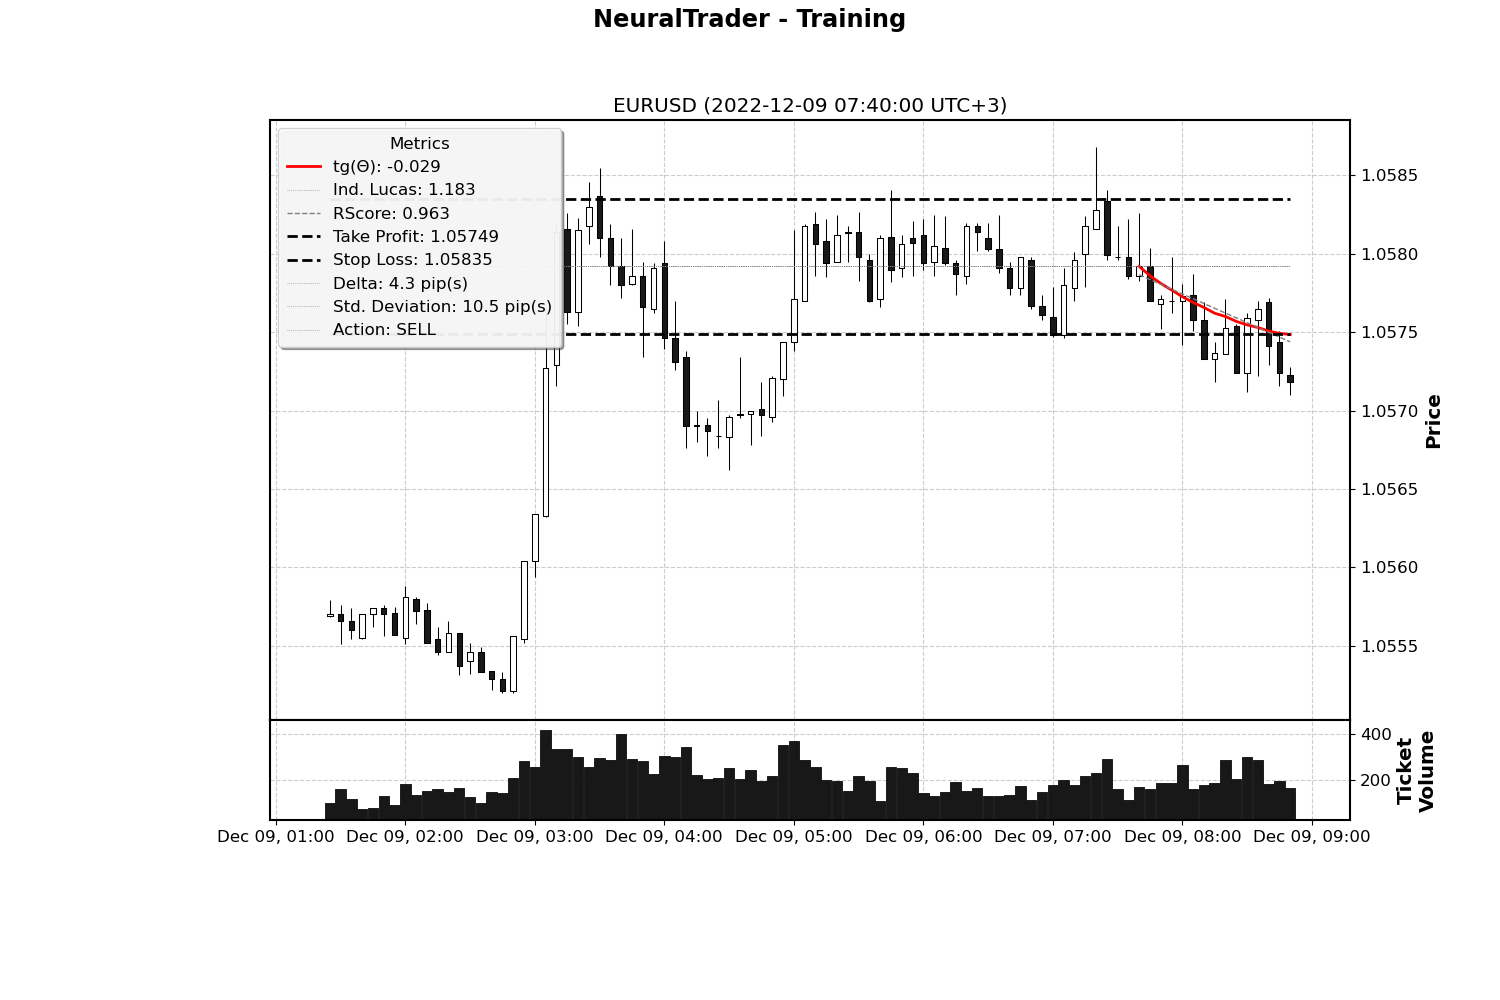 NeuralTrader - Training
EURUSD (2022-12-09 07:40:00 UTC+3)
Metrics
tg(Θ): -0.029
Ind. Lucas: 1.183
RScore: 0.963
Take Profit: 1.05749
Stop Loss: 1.05835
Delta: 4.3 pip(s)
Std. Deviation: 10.5 pip(s)
Action: SELL
1.0585
1.0580
1.0575
1.0570
1.0565
1.0560
1.0555
Price
400
200
Ticket
Volume
Dec 09, 01:00 Dec 09, 02:00 Dec 09, 03:00 Dec 09, 04:00 Dec 09, 05:00 Dec 09, 06:00 Dec 09, 07:00 Dec 09, 08:00 Dec 09, 09:00